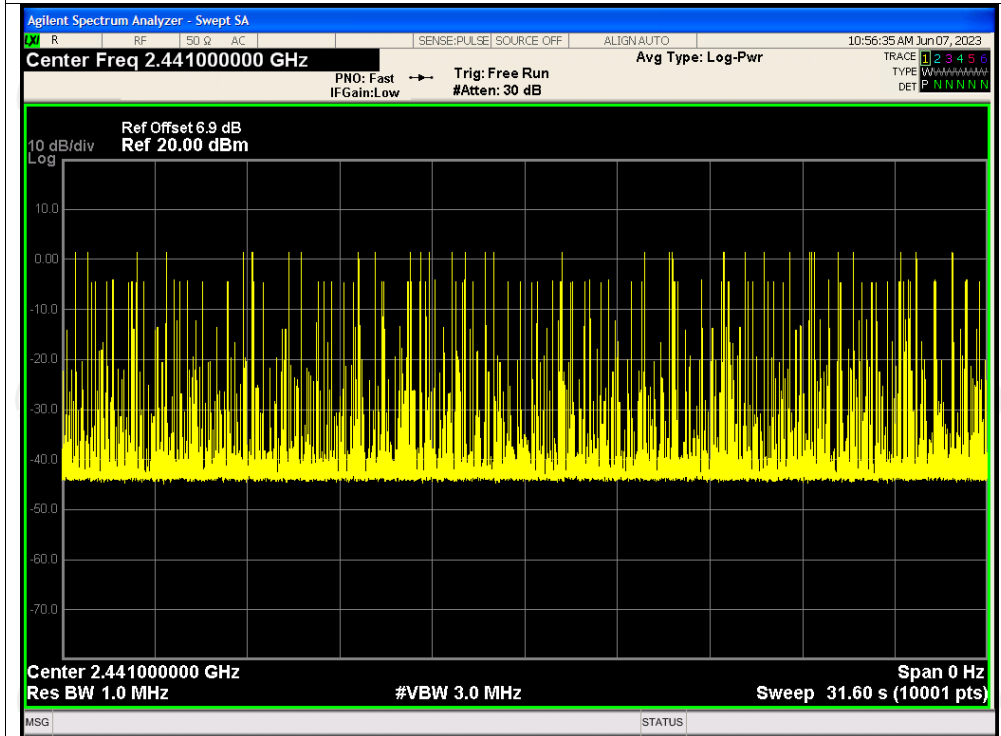 Agilent Spectrum Analyzer - Swept SA
LXI R RF 50 Ω AC SENSE:PULSE SOURCE OFF ALIGN AUTO 10:56:35 AM Jun 07, 2023
Center Freq 2.441000000 GHz Avg Type: Log-Pwr TRACE 1 2 3 4 5 6
PNO: Fast Trig: Free Run TYPE WWWWWW
IFGain:Low #Atten: 30 dB DET P N N N N N
Ref Offset 6.9 dB
10 dB/div Ref 20.00 dBm
Log
10.0
0.00
-10.0
-20.0
-30.0
-40.0
-50.0
-60.0
-70.0
Center 2.441000000 GHz Span 0 Hz
Res BW 1.0 MHz #VBW 3.0 MHz Sweep 31.60 s (10001 pts)
MSG STATUS